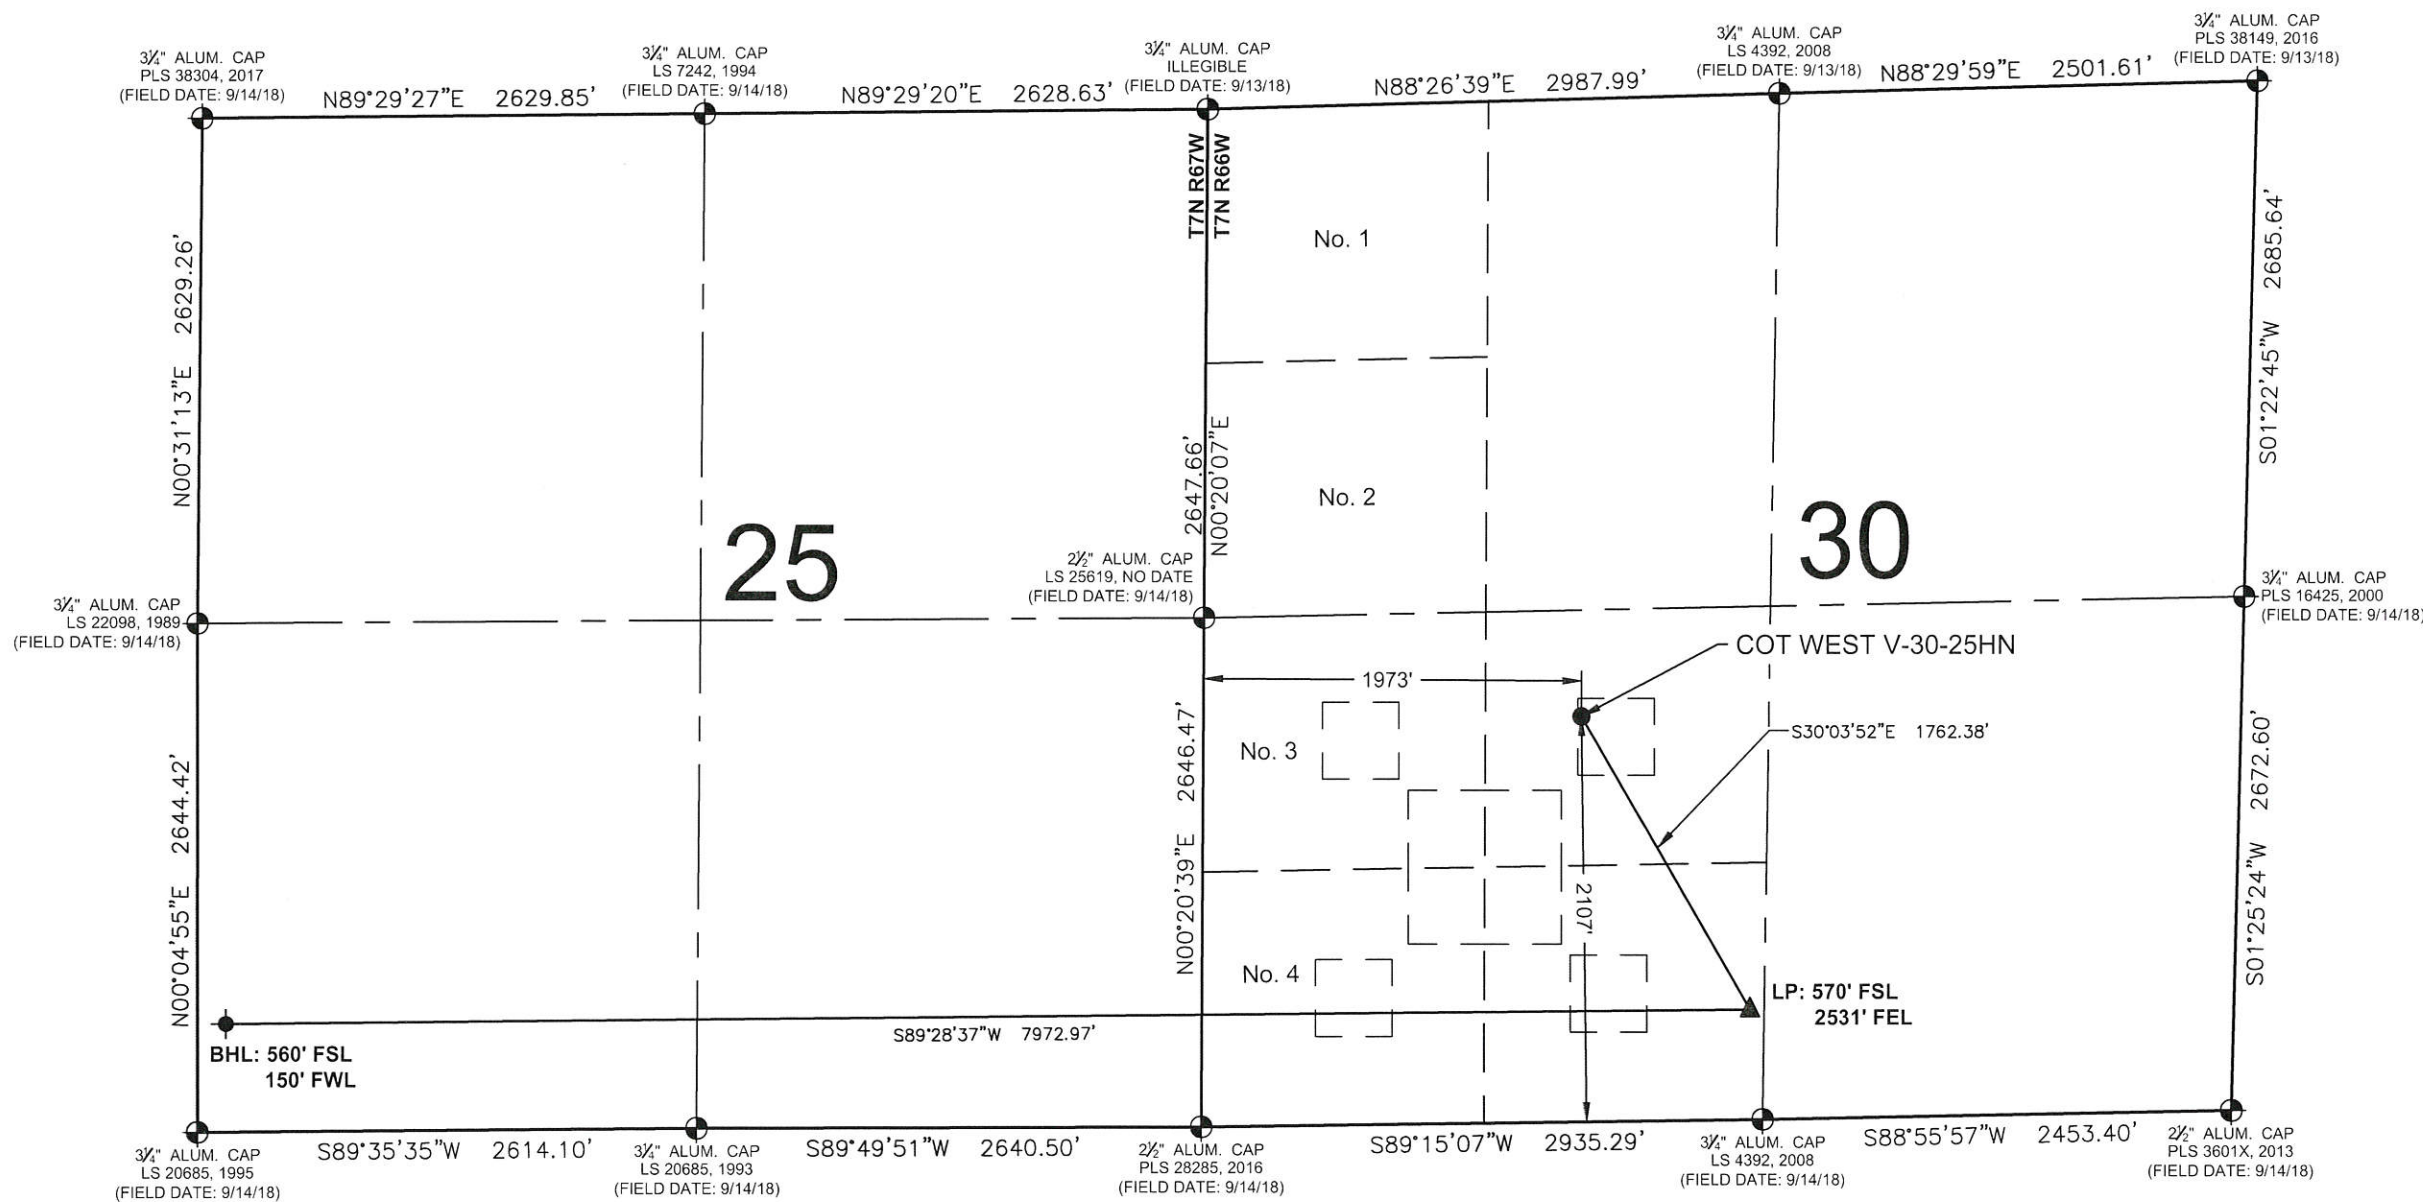 3¼" ALUM. CAP
PLS 38304, 2017
(FIELD DATE: 9/14/18)
N89°29'27"E 2629.85'
3¼" ALUM. CAP
LS 7242, 1994
(FIELD DATE: 9/14/18)
N89°29'20"E 2628.63'
3¼" ALUM. CAP
ILLEGIBLE
(FIELD DATE: 9/13/18)
N88°26'39"E 2987.99'
3¼" ALUM. CAP
LS 4392, 2008
(FIELD DATE: 9/13/18)
N88°29'59"E 2501.61'
3¼" ALUM. CAP
PLS 38149, 2016
(FIELD DATE: 9/13/18)
N00°31'13"E 2629.26'
T7N R67W
T7N R66W
No. 1
S01°22'45"W 2685.64'
2647.66'
N00°20'07"E
No. 2
25
30
2½" ALUM. CAP
LS 25619, NO DATE
(FIELD DATE: 9/14/18)
3¼" ALUM. CAP
LS 22098, 1989
(FIELD DATE: 9/14/18)
3¼" ALUM. CAP
PLS 16425, 2000
(FIELD DATE: 9/14/18)
COT WEST V-30-25HN
1973'
S30°03'52"E 1762.38'
No. 3
N00°04'55"E 2644.42'
N00°20'39"E 2646.47'
2107'
S01°25'24"W 2672.60'
No. 4
LP: 570' FSL
2531' FEL
S89°28'37"W 7972.97'
BHL: 560' FSL
150' FWL
3¼" ALUM. CAP
LS 20685, 1995
(FIELD DATE: 9/14/18)
S89°35'35"W 2614.10'
3¼" ALUM. CAP
LS 20685, 1993
(FIELD DATE: 9/14/18)
S89°49'51"W 2640.50'
2½" ALUM. CAP
PLS 28285, 2016
(FIELD DATE: 9/14/18)
S89°15'07"W 2935.29'
3¼" ALUM. CAP
LS 4392, 2008
(FIELD DATE: 9/14/18)
S88°55'57"W 2453.40'
2½" ALUM. CAP
PLS 3601X, 2013
(FIELD DATE: 9/14/18)